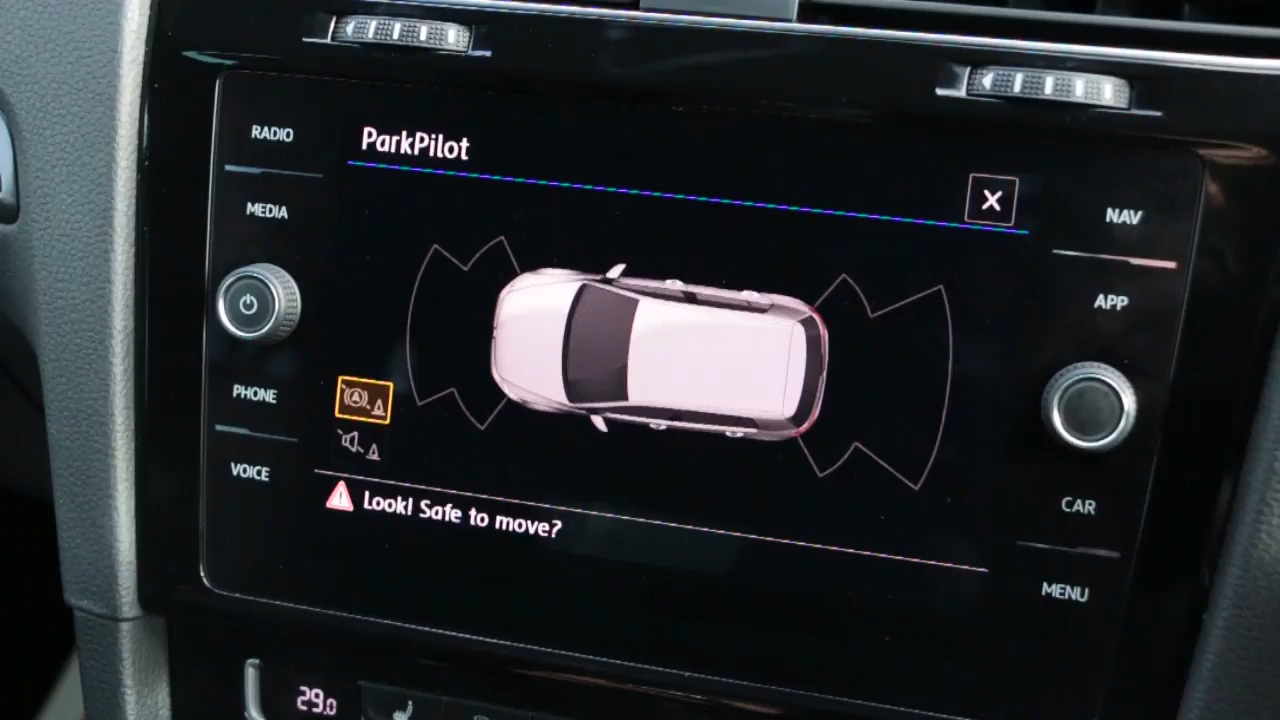 RADIO
MEDIA
PHONE
VOICE
ParkPilot
X
A
Look! Safe to move?
NAV
APP
CAR
MENU
29.0